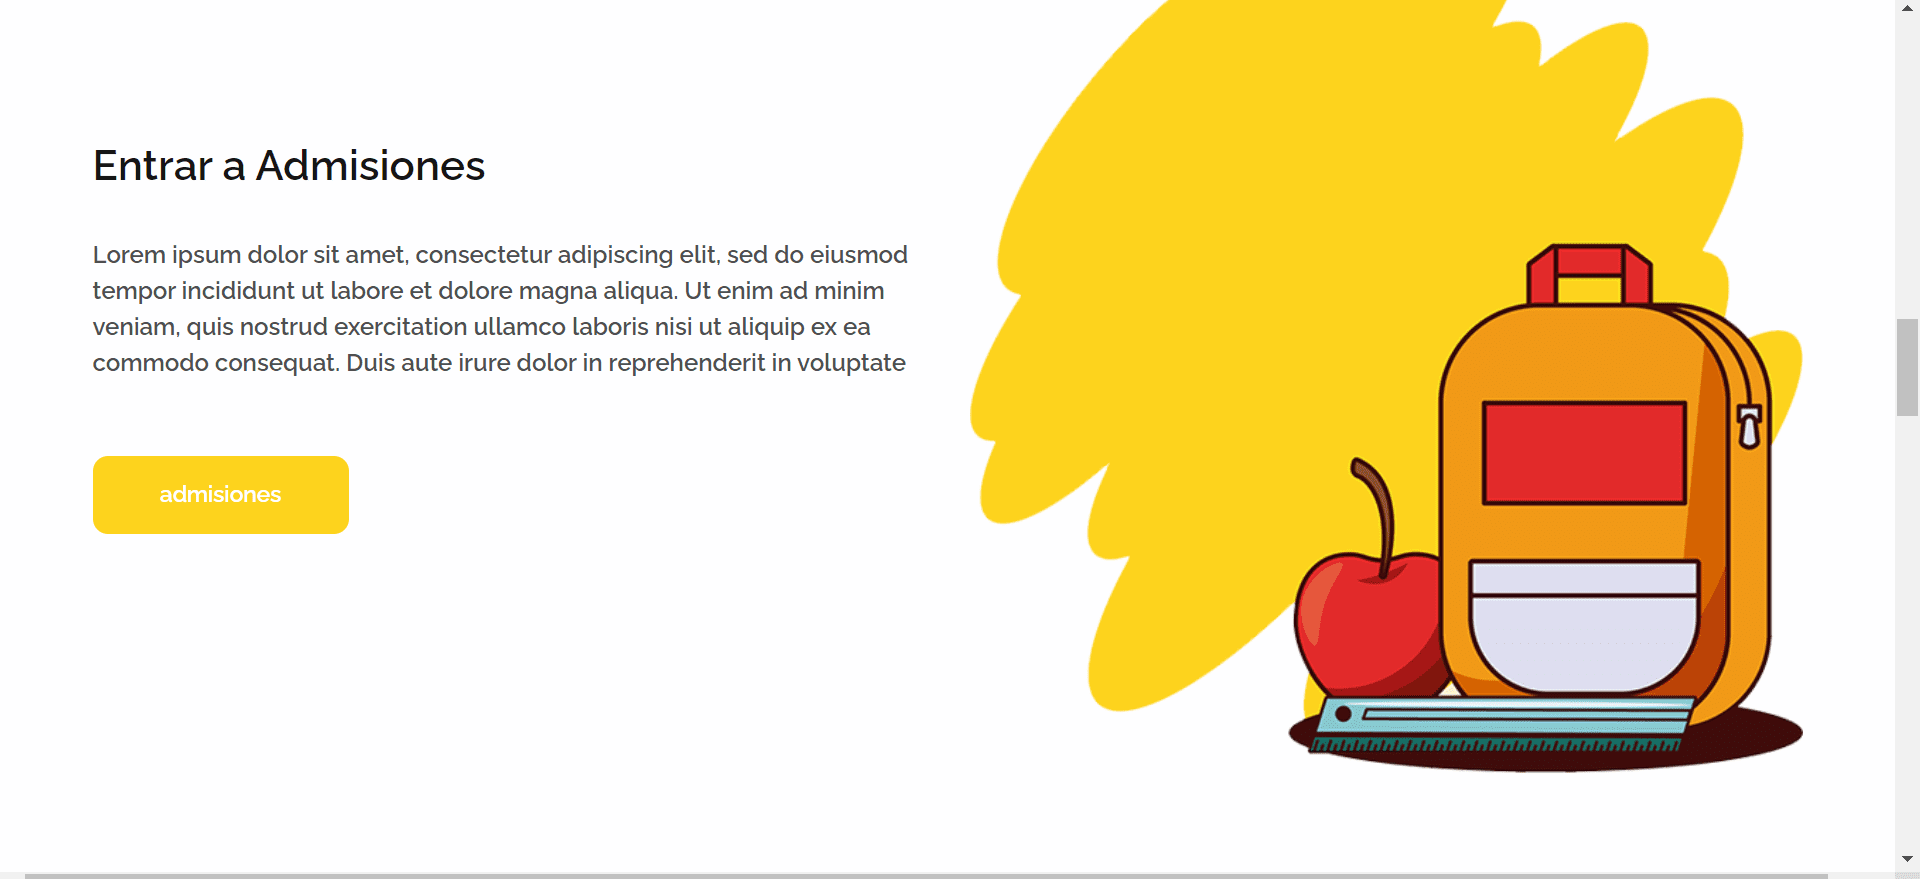 Entrar a Admisiones
Lorem ipsum dolor sit amet, consectetur adipiscing elit, sed do eiusmod
tempor incididunt ut labore et dolore magna aliqua. Ut enim ad minim
veniam, quis nostrud exercitation ullamco laboris nisi ut aliquip ex ea
commodo consequat. Duis aute irure dolor in reprehenderit in voluptate
admisiones